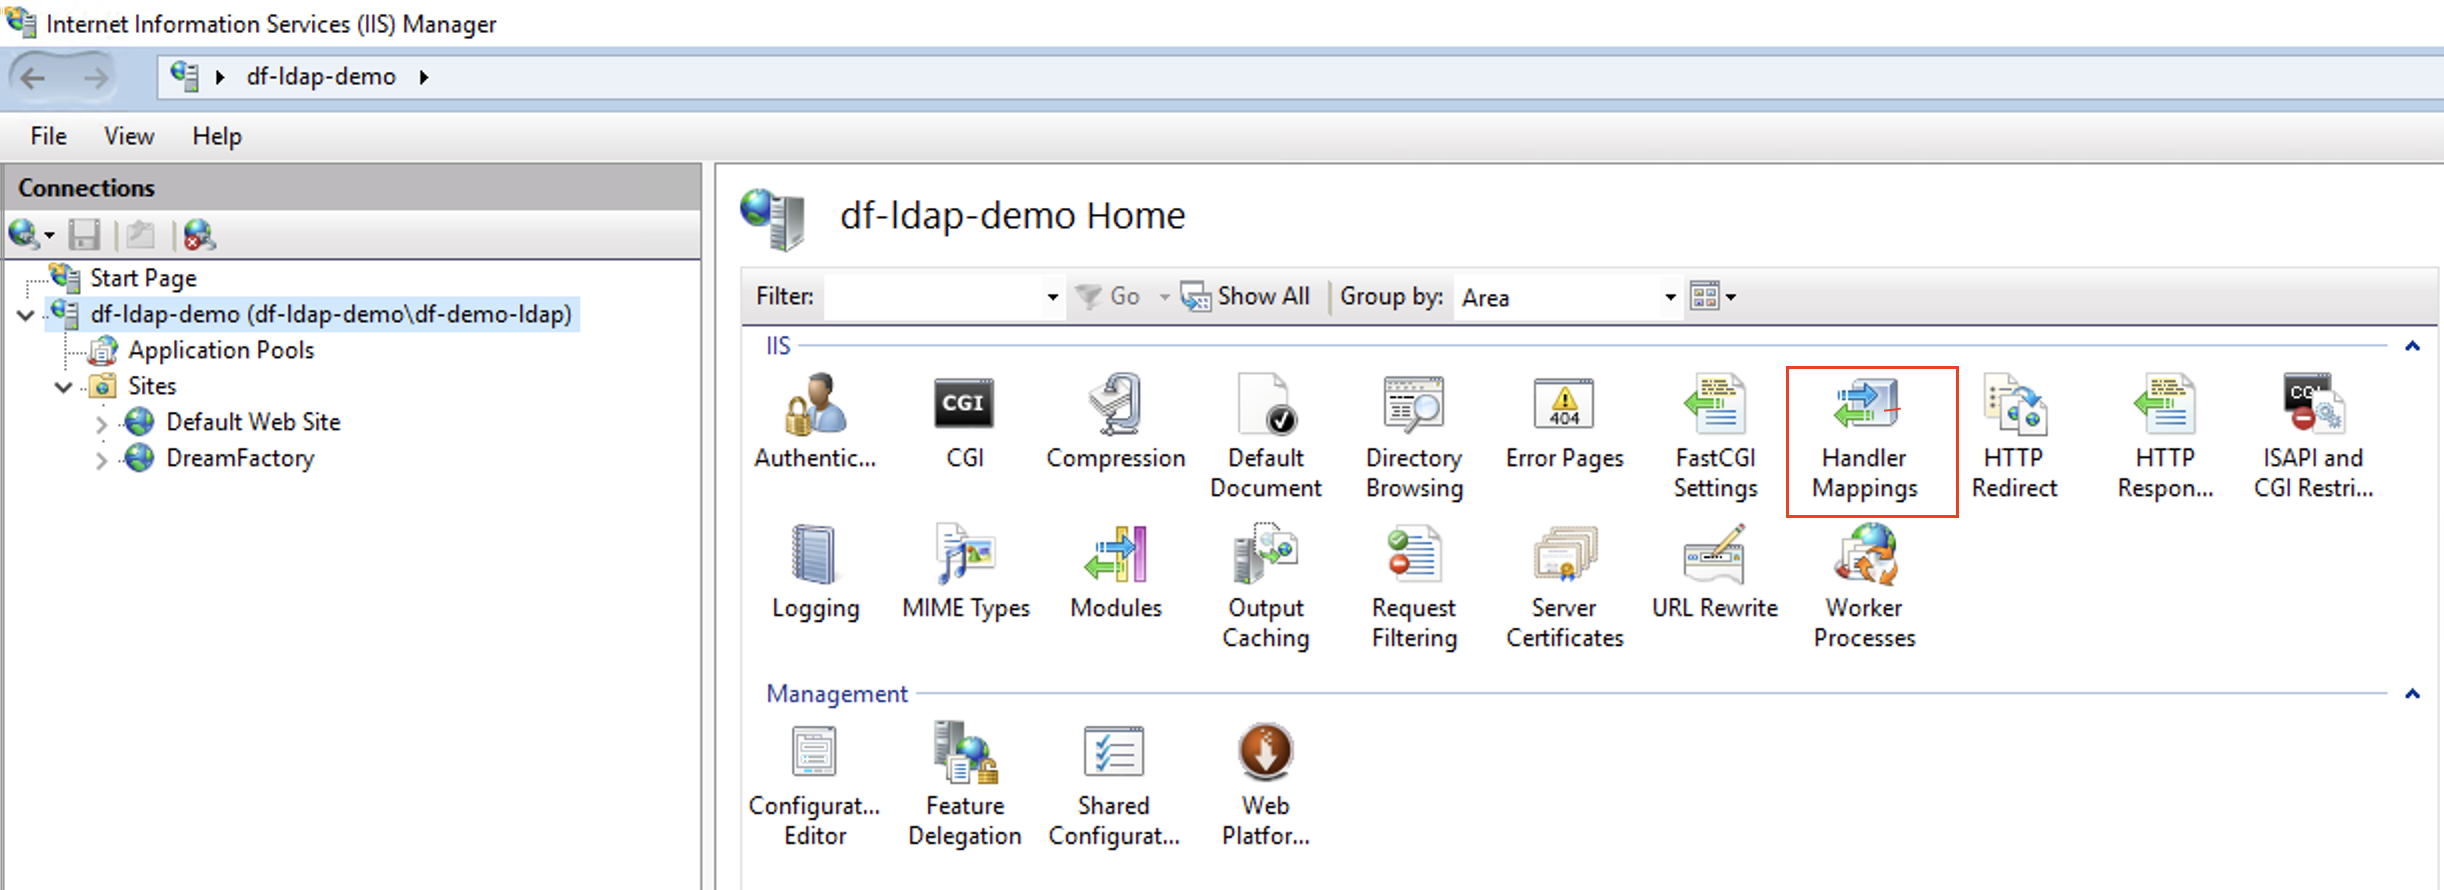 Internet Information Services (IIS) Manager
df-ldap-demo
File View Help
Connections
Start Page
df-ldap-demo (df-ldap-demo\df-demo-ldap)
Application Pools
Sites
Default Web Site
DreamFactory
df-ldap-demo Home
Filter: Go Show All Group by: Area
IIS
Authentic...
CGI
Compression
Default
Document
Directory
Browsing
Error Pages
FastCGI
Settings
Handler
Mappings
HTTP
Redirect
HTTP
Respon...
ISAPI and
CGI Restri...
CGI
404
Logging
MIME Types
Modules
Output
Caching
Request
Filtering
Server
Certificates
URL Rewrite
Worker
Processes
Management
Configurat...
Editor
Feature
Delegation
Shared
Configurat...
Web
Platfor...